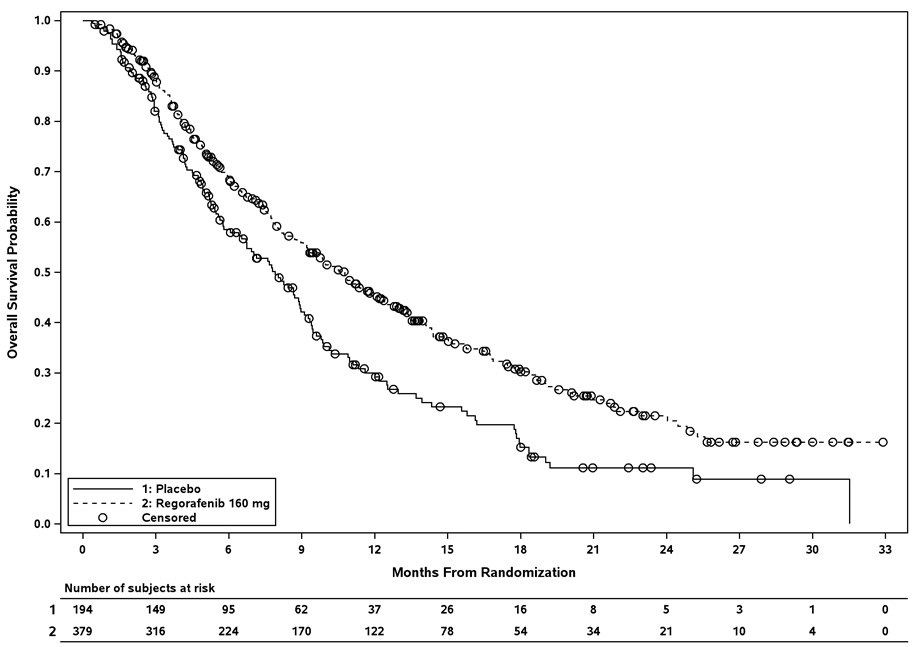 Overall Survival Probability
1.0
0.9
0.8
0.7
0.6
0.5
0.4
0.3
0.2
0.1
0.0
1: Placebo
2: Regorafenib 160 mg
Censored
0 3 6 9 12 15 18 21 24 27 30 33
Months From Randomization
Number of subjects at risk
1 194 149 95 62 37 26 16 8 5 3 1 0
2 379 316 224 170 122 78 54 34 21 10 4 0